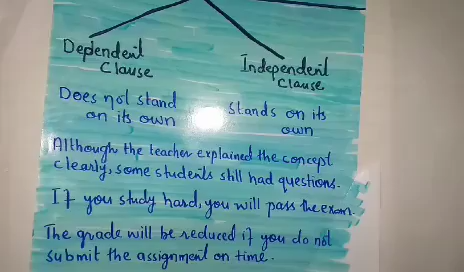 Dependent
Clause
Independent
Clause
Does not stand
on its own
Stands on its
own
Although the teacher explained the concept
clearly, some students still had questions.
If you study hard, you will pass the exam.
The grade will be reduced if you do not
submit the assignment on time.